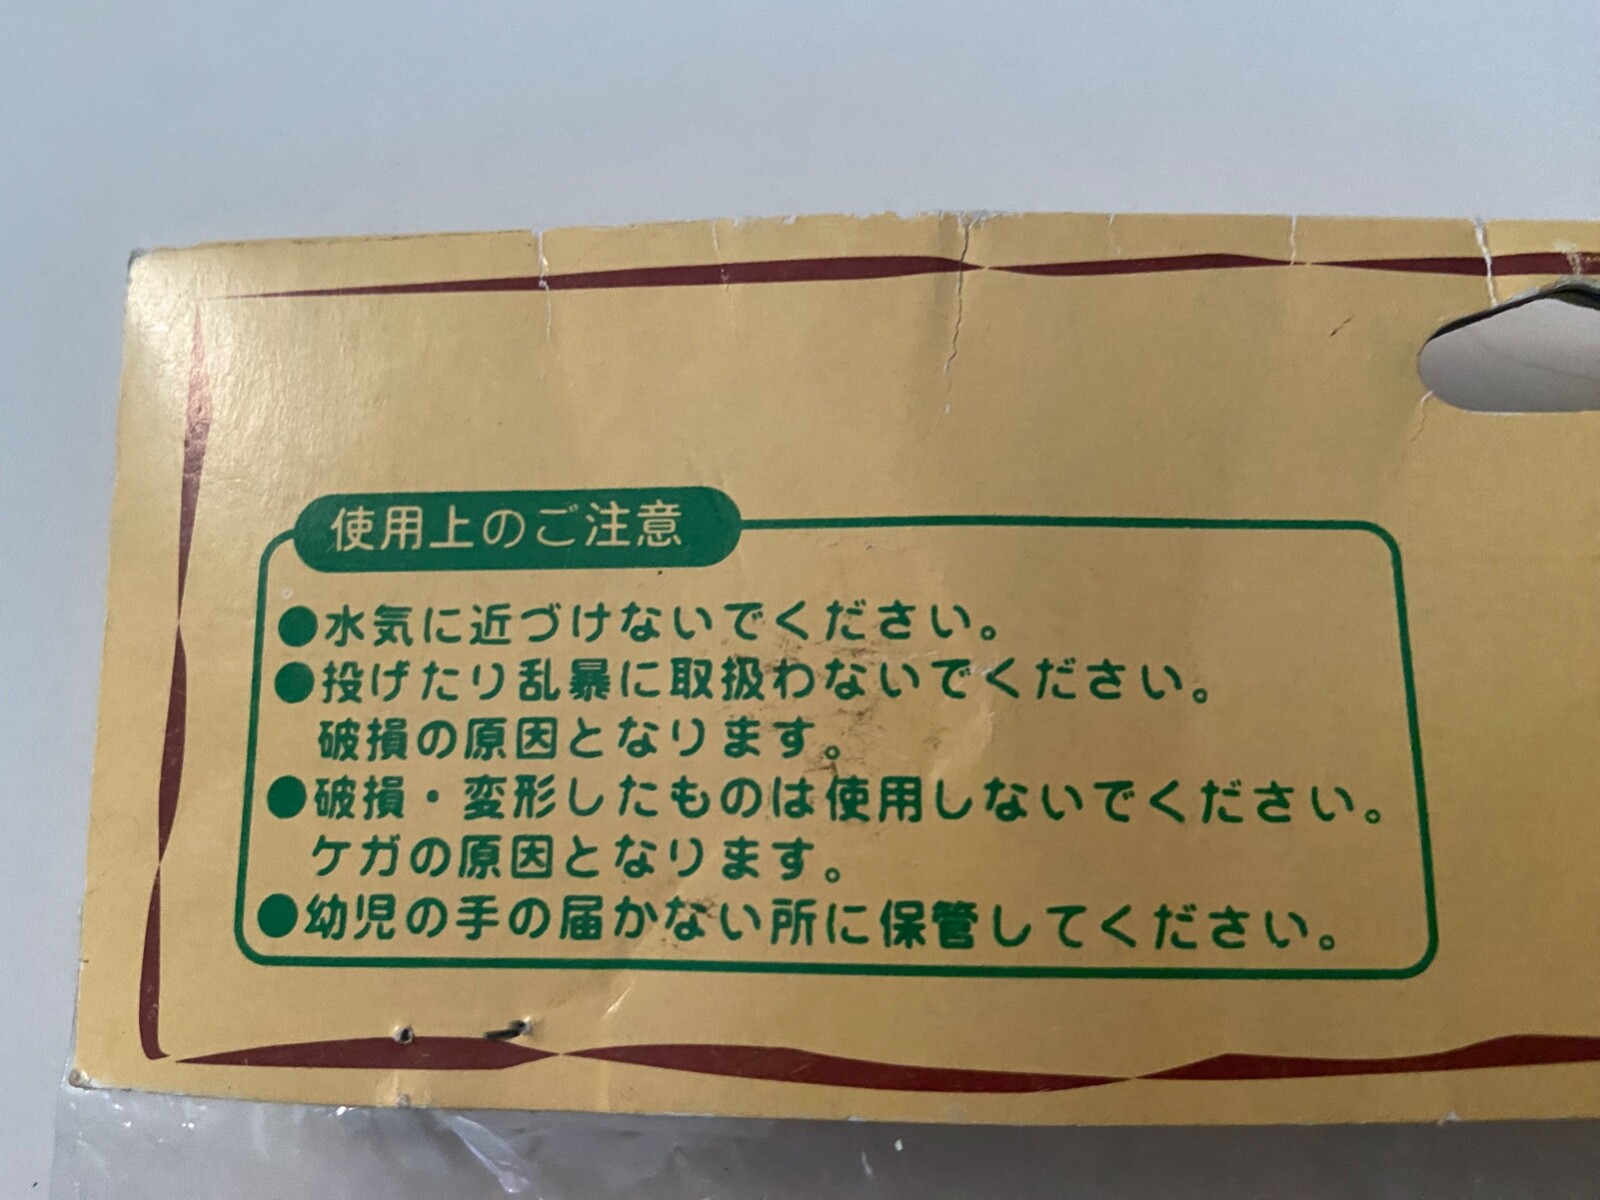 使用上のご注意
●水気に近づけないでください。
●投げたり乱暴に取扱わないでください。
破損の原因となります。
●破損・変形したものは使用しないでください。
ケガの原因となります。
●幼児の手の届かない所に保管してください。